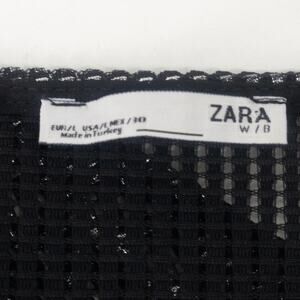 ZARA
W/B
EUR/L USA/L MEX/30
Made in Turkey